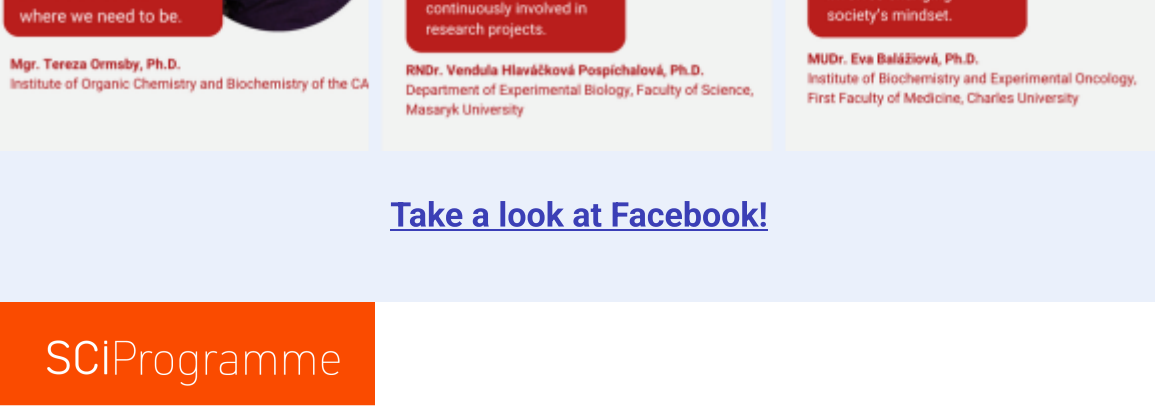 where we need to be.
Mgr. Tereza Ormsby, Ph.D.
Institute of Organic Chemistry and Biochemistry of the CA
continuously involved in
research projects.
RNDr. Vendula Hlaváčková Pospíchalová, Ph.D.
Department of Experimental Biology, Faculty of Science,
Masaryk University
society's mindset.
MUDr. Eva Balážiová, Ph.D.
Institute of Biochemistry and Experimental Oncology,
First Faculty of Medicine, Charles University
Take a look at Facebook!
SCiProgramme